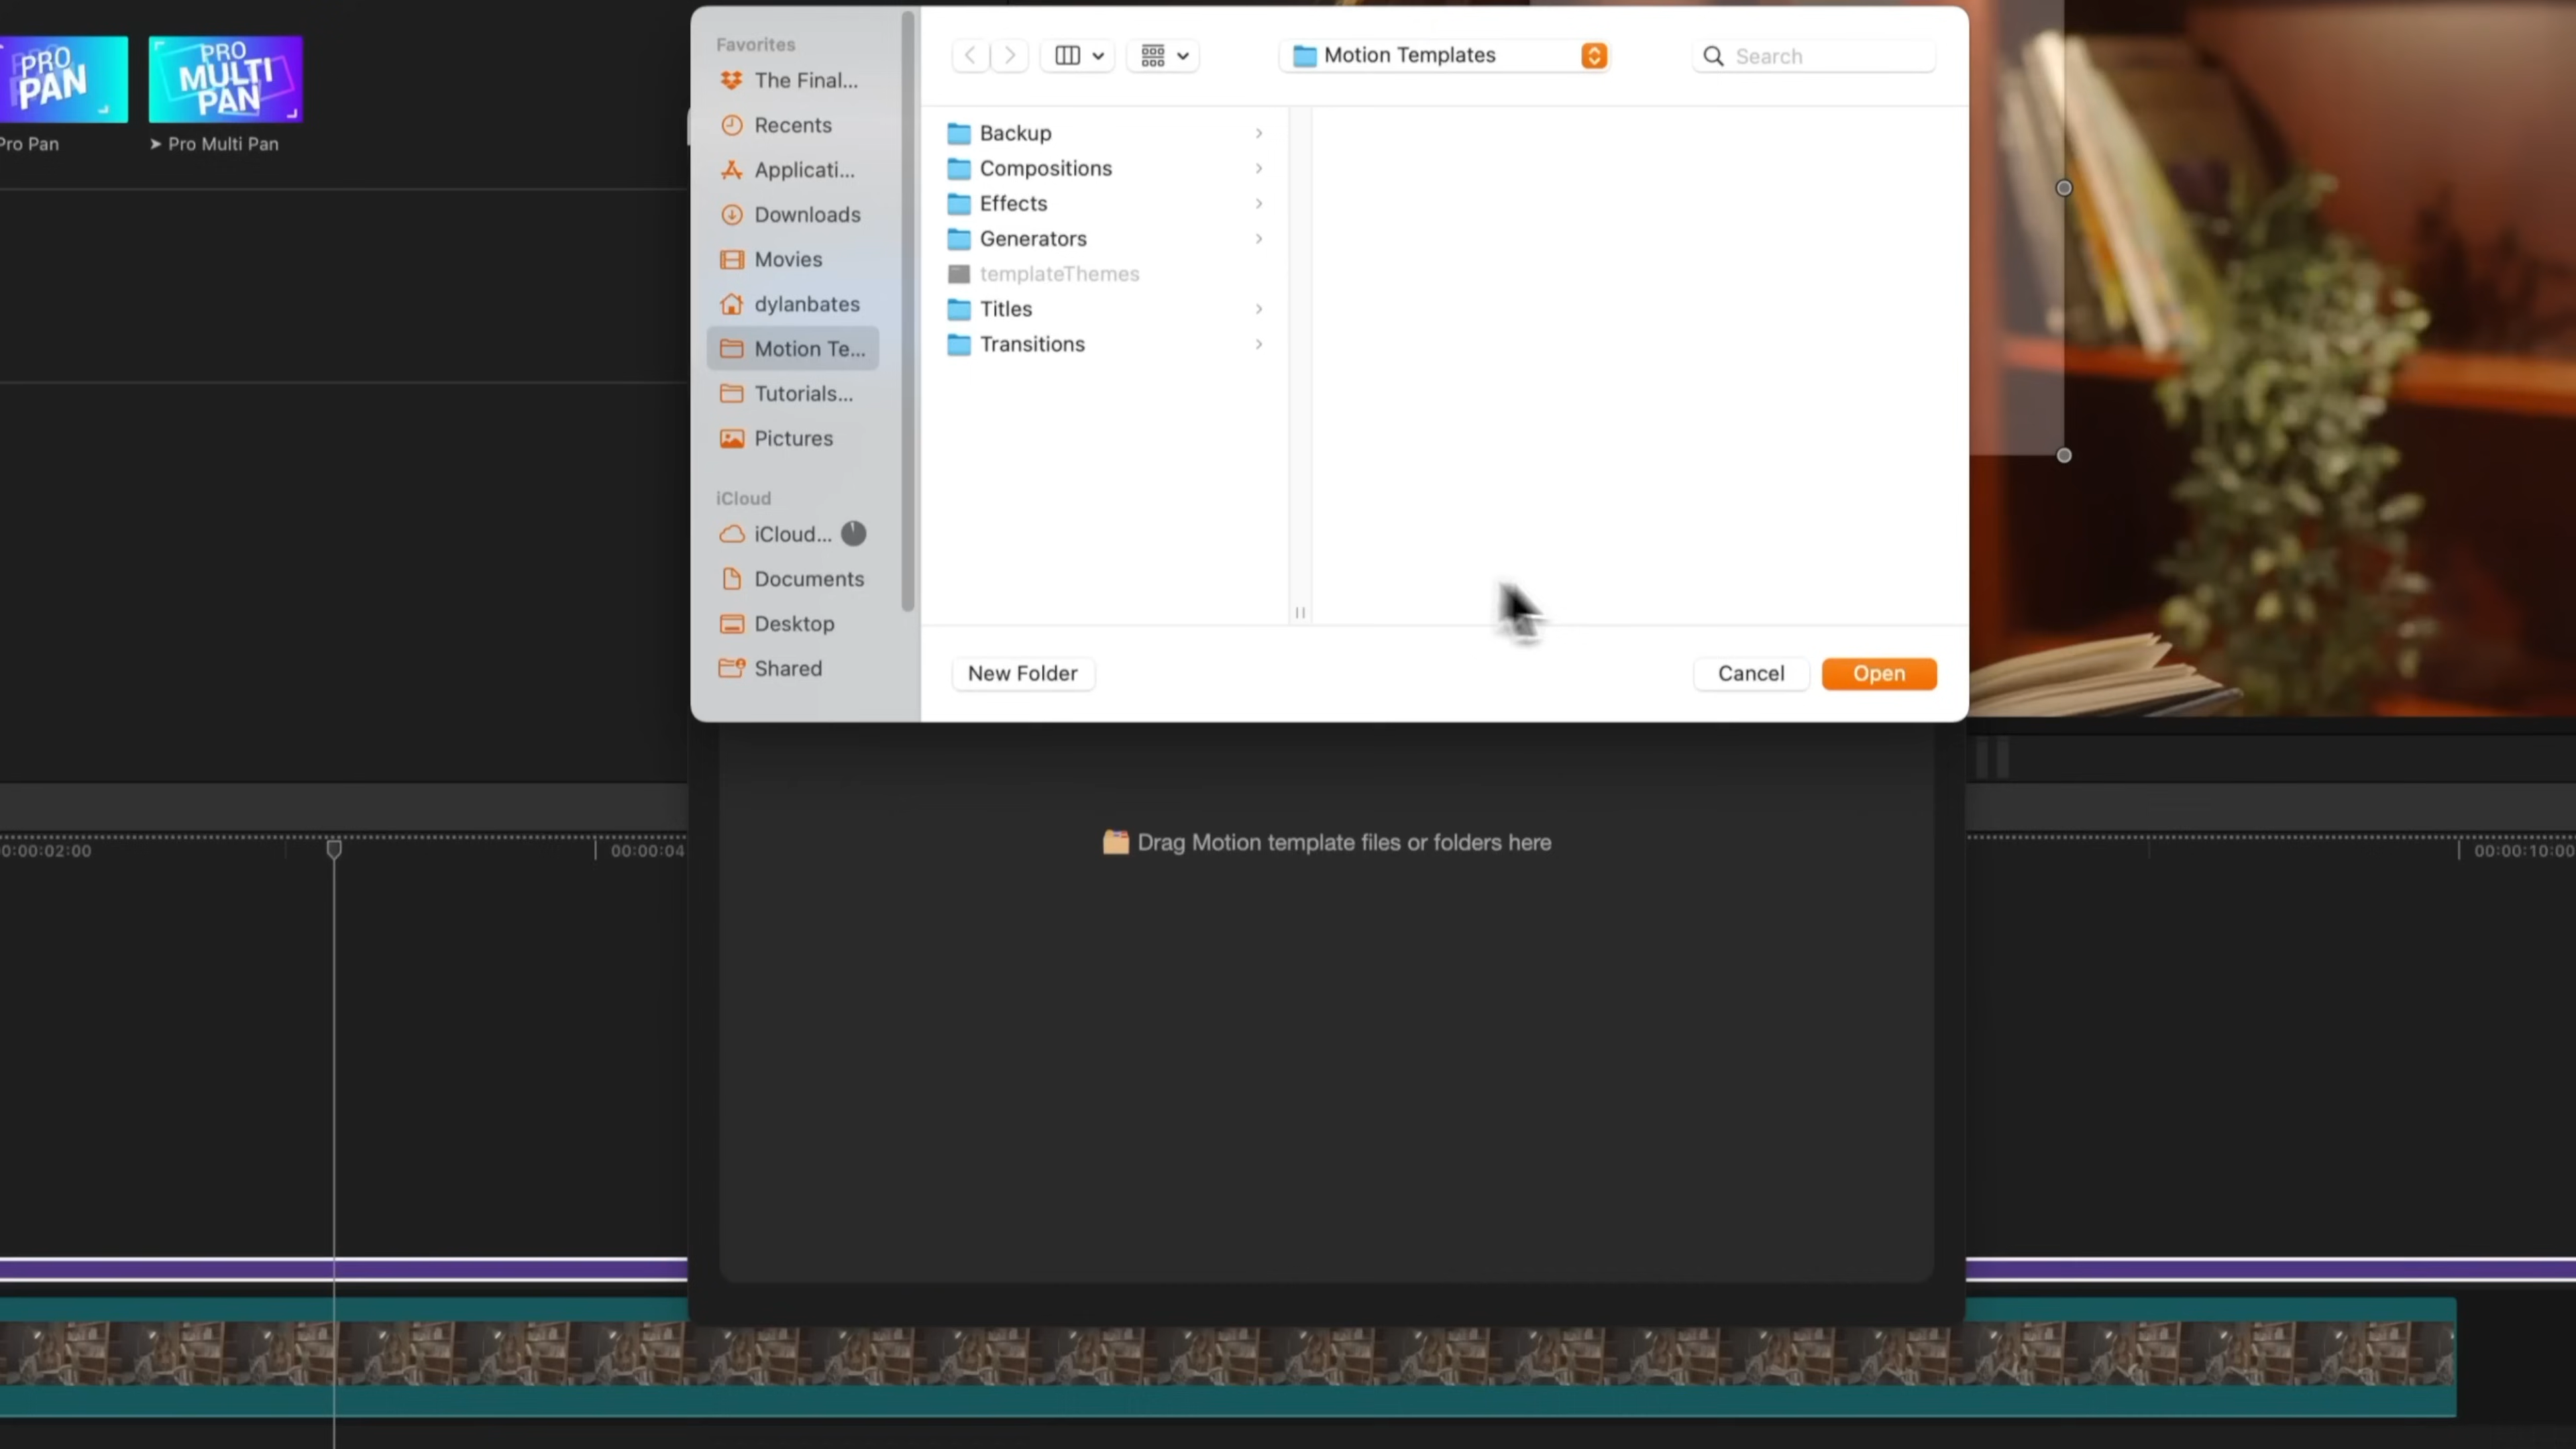 PRO
PAN
PRO
MULTI
PAN
Pro Pan
Pro Multi Pan
Favorites
The Final...
Recents
Applicati...
Downloads
Movies
dylanbates
Motion Te...
Tutorials...
Pictures
iCloud
iCloud...
Documents
Desktop
Shared
Motion Templates
Search
Backup
Compositions
Effects
Generators
templateThemes
Titles
Transitions
New Folder
Cancel
Open
Drag Motion template files or folders here
0:00:02:00
00:00:04
00:00:10:00